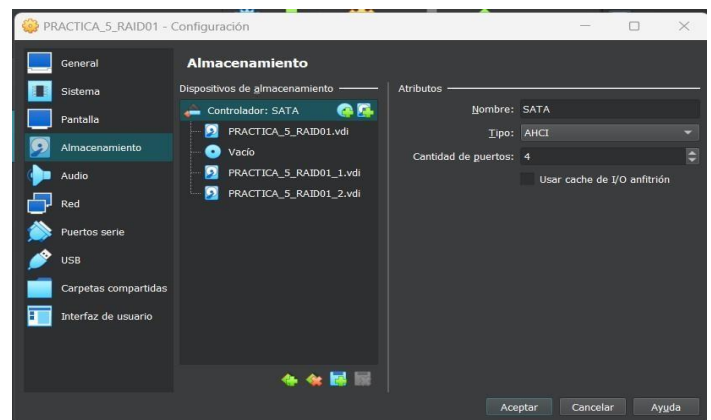 PRACTICA_5_RAID01 - Configuración
General
Sistema
Pantalla
Almacenamiento
Audio
Red
Puertos serie
USB
Carpetas compartidas
Interfaz de usuario
Almacenamiento
Dispositivos de almacenamiento
Controlador: SATA
PRACTICA_5_RAID01.vdi
Vacío
PRACTICA_5_RAID01_1.vdi
PRACTICA_5_RAID01_2.vdi
Atributos
Nombre: SATA
Tipo: AHCI
Cantidad de puertos: 4
Usar cache de I/O anfitrión
Aceptar Cancelar Ayuda